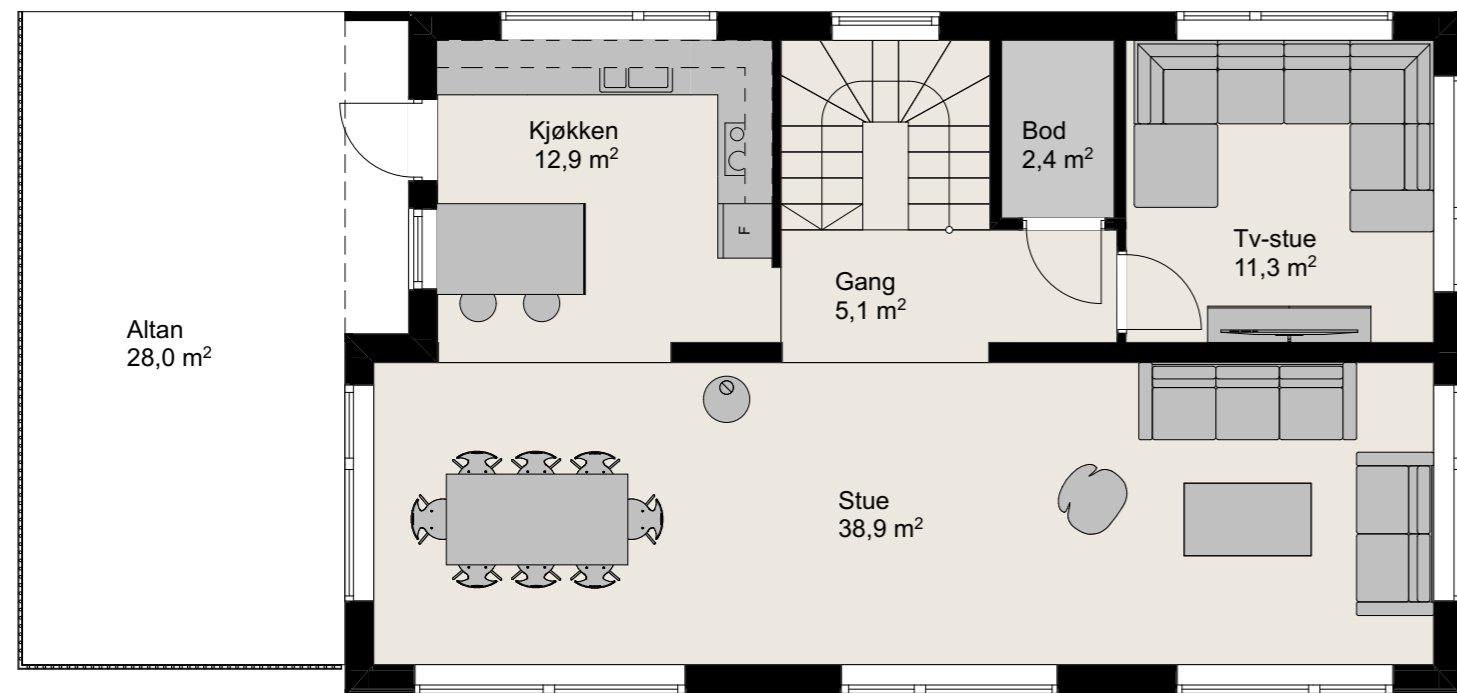 Kjøkken
12,9 m²
Bod
2,4 m²
Tv-stue
11,3 m²
F
Gang
5,1 m²
Altan
28,0 m²
Stue
38,9 m²